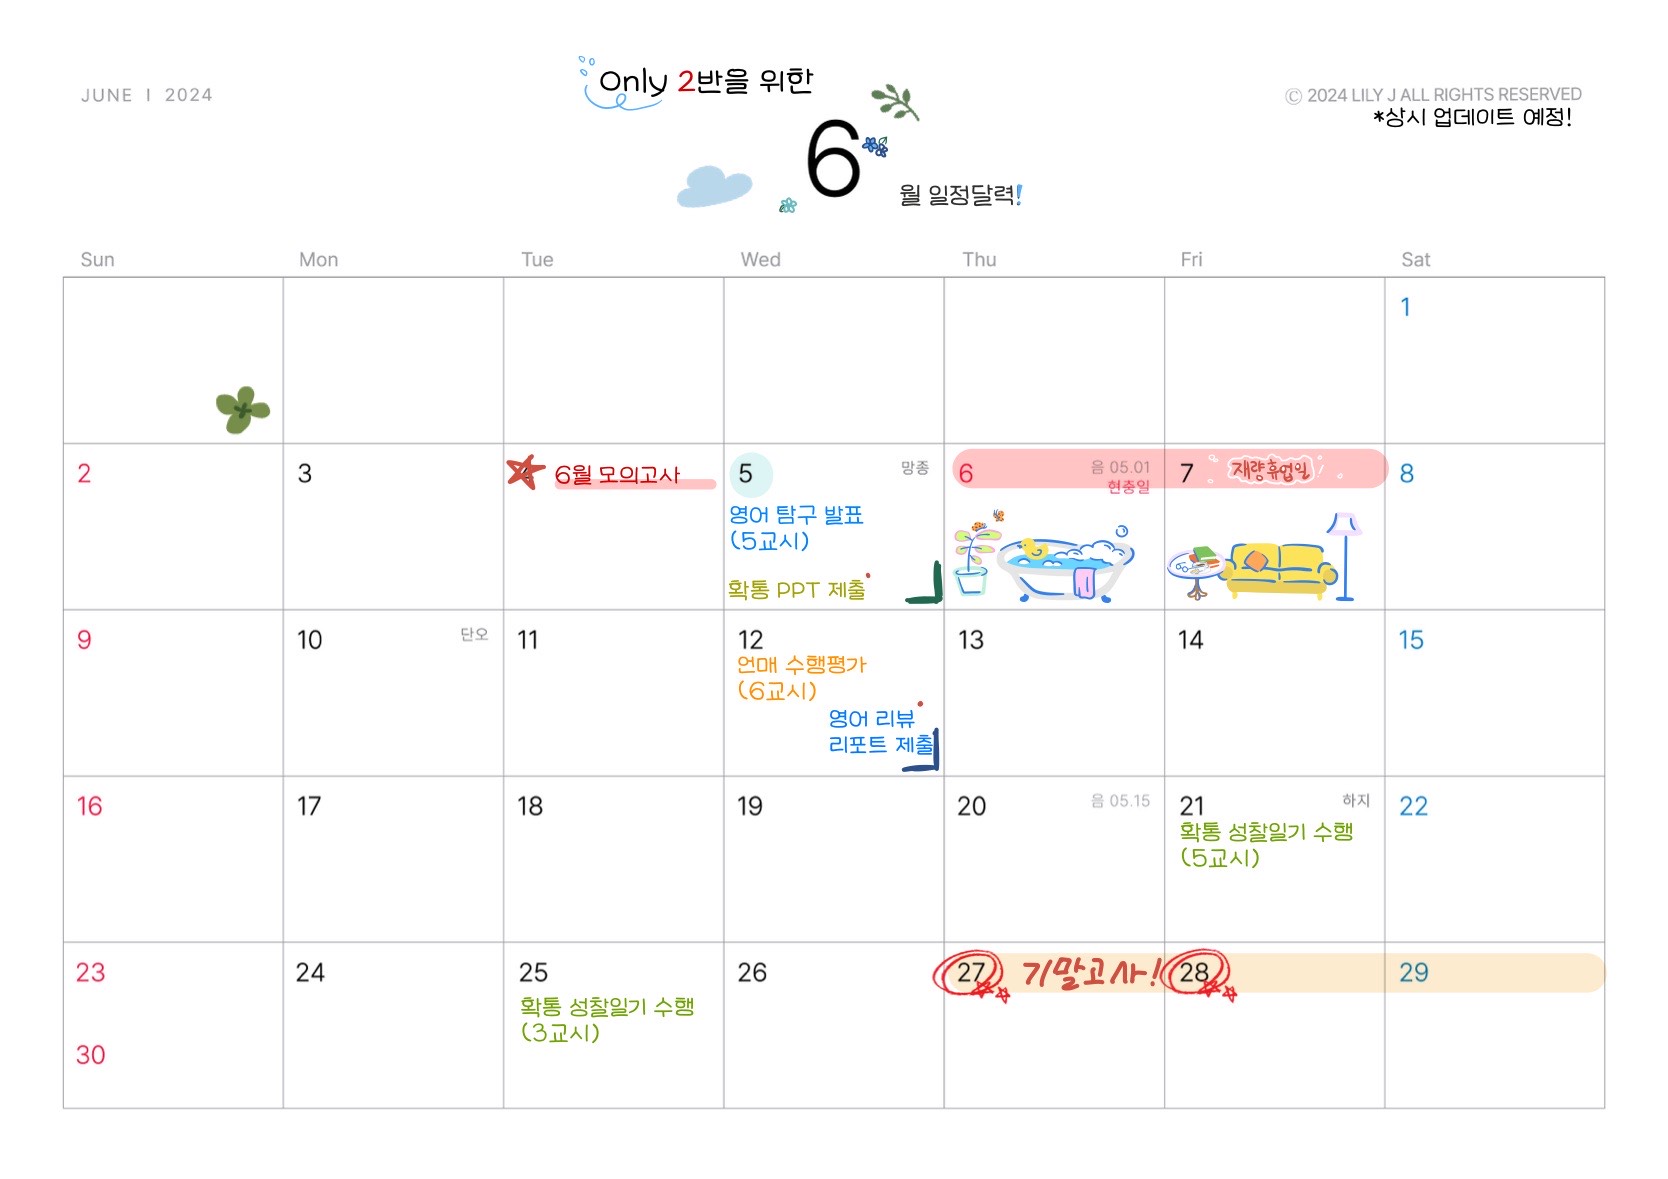 JUNE I 2024
Only 2반을 위한
6
월 일정달력!
© 2024 LILY J ALL RIGHTS RESERVED
*상시 업데이트 예정!
Sun Mon Tue Wed Thu Fri Sat
1
2
3
4 6월 모의고사
5 망종
영어 탐구 발표
(5교시)
확통 PPT 제출
6 음 05.01
현충일
7 재량휴업일
8
9
10 단오
11
12
언매 수행평가
(6교시)
영어 리뷰
리포트 제출
13
14
15
16
17
18
19
20 음 05.15
21 하지
확통 성찰일기 수행
(5교시)
22
23
24
25
확통 성찰일기 수행
(3교시)
26
27 기말고사!
28
29
30